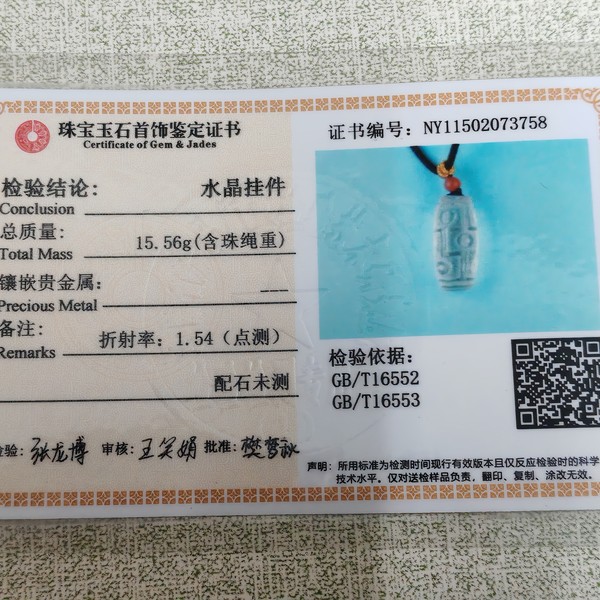 珠宝玉石首饰鉴定证书
Certificate of Gem & Jades
检验结论: 水晶挂件
Conclusion
总质量: 15.56g(含珠绳重)
Total Mass
镶嵌贵金属: ---
Precious Metal
备注: 折射率: 1.54 (点测)
Remarks
配石未测
检验: 张龙博 审核: 王笑娟 批准: 樊梦秋
证书编号: NY11502073758
检验依据:
GB/T16552
GB/T16553
声明: 所用标准为检测时间现行有效版本且仅反应检验时的科学
技术水平。仅对送检样品负责,翻印、复制、涂改无效。